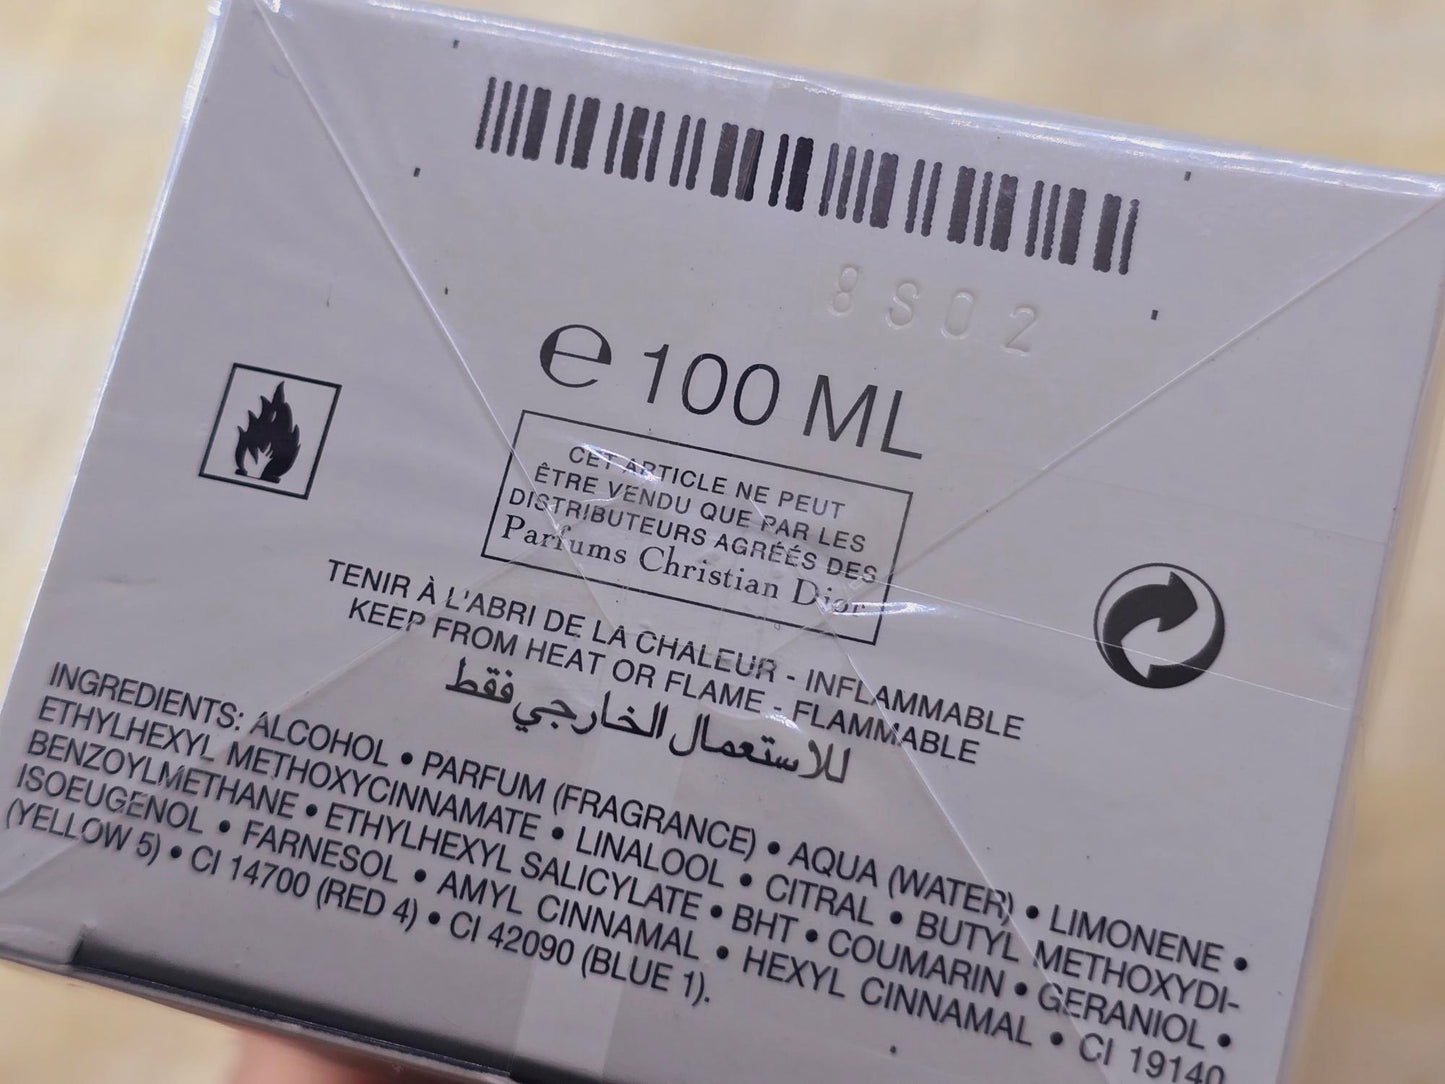 8S02
℮ 100 ML
CET ARTICLE NE PEUT
ÊTRE VENDU QUE PAR LES
DISTRIBUTEURS AGRÉÉS DES
Parfums Christian Dior
TENIR À L'ABRI DE LA CHALEUR - INFLAMMABLE
KEEP FROM HEAT OR FLAME - FLAMMABLE
للاستعمال الخارجي فقط
INGREDIENTS: ALCOHOL • PARFUM (FRAGRANCE) • AQUA (WATER) • LIMONENE •
ETHYLHEXYL METHOXYCINNAMATE • LINALOOL • CITRAL • BUTYL METHOXYDI-
BENZOYLMETHANE • ETHYLHEXYL SALICYLATE • BHT • COUMARIN • GERANIOL •
ISOEUGENOL • FARNESOL • AMYL CINNAMAL • HEXYL CINNAMAL • CI 19140
(YELLOW 5) • CI 14700 (RED 4) • CI 42090 (BLUE 1).